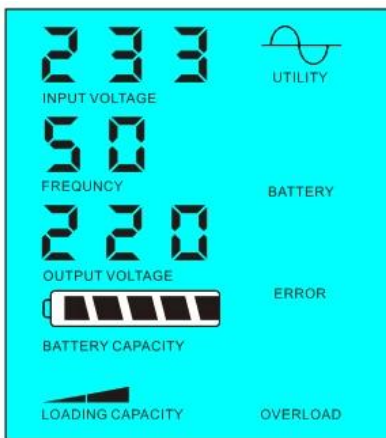 233
INPUT VOLTAGE
UTILITY
50
FREQUNCY
BATTERY
220
OUTPUT VOLTAGE
ERROR
BATTERY CAPACITY
LOADING CAPACITY
OVERLOAD